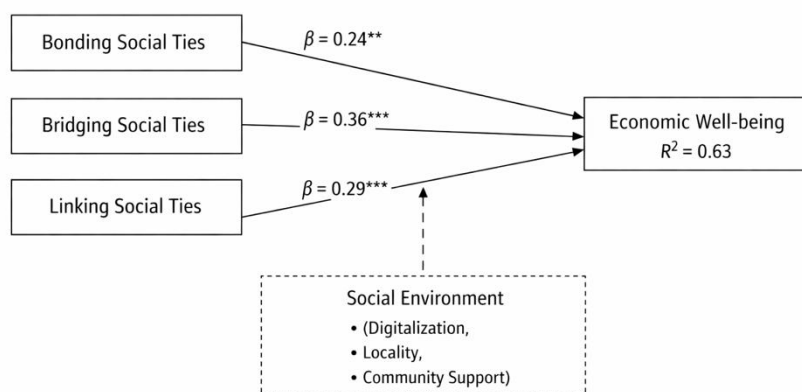 Bonding Social Ties
β = 0.24**
Bridging Social Ties
β = 0.36***
Economic Well-being
R² = 0.63
Linking Social Ties
β = 0.29***
Social Environment
• (Digitalization,
• Locality,
• Community Support)